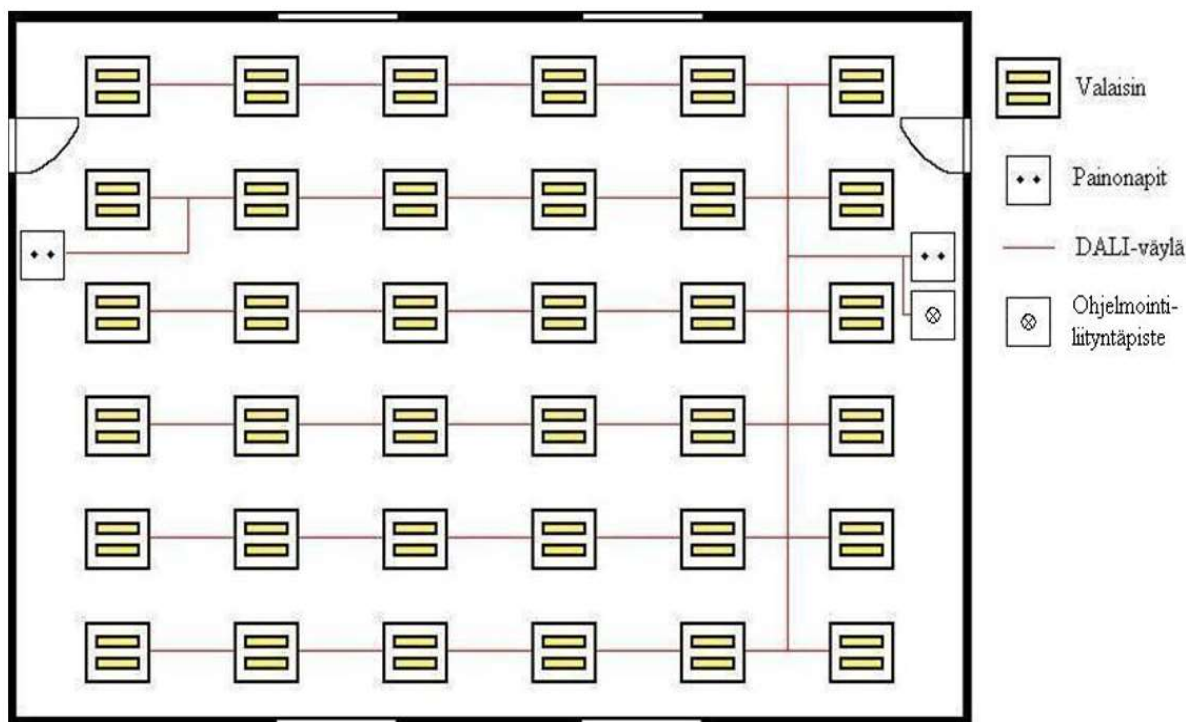 Valaisin
Painonapit
DALI-väylä
Ohjelmointi-
liityntäpiste